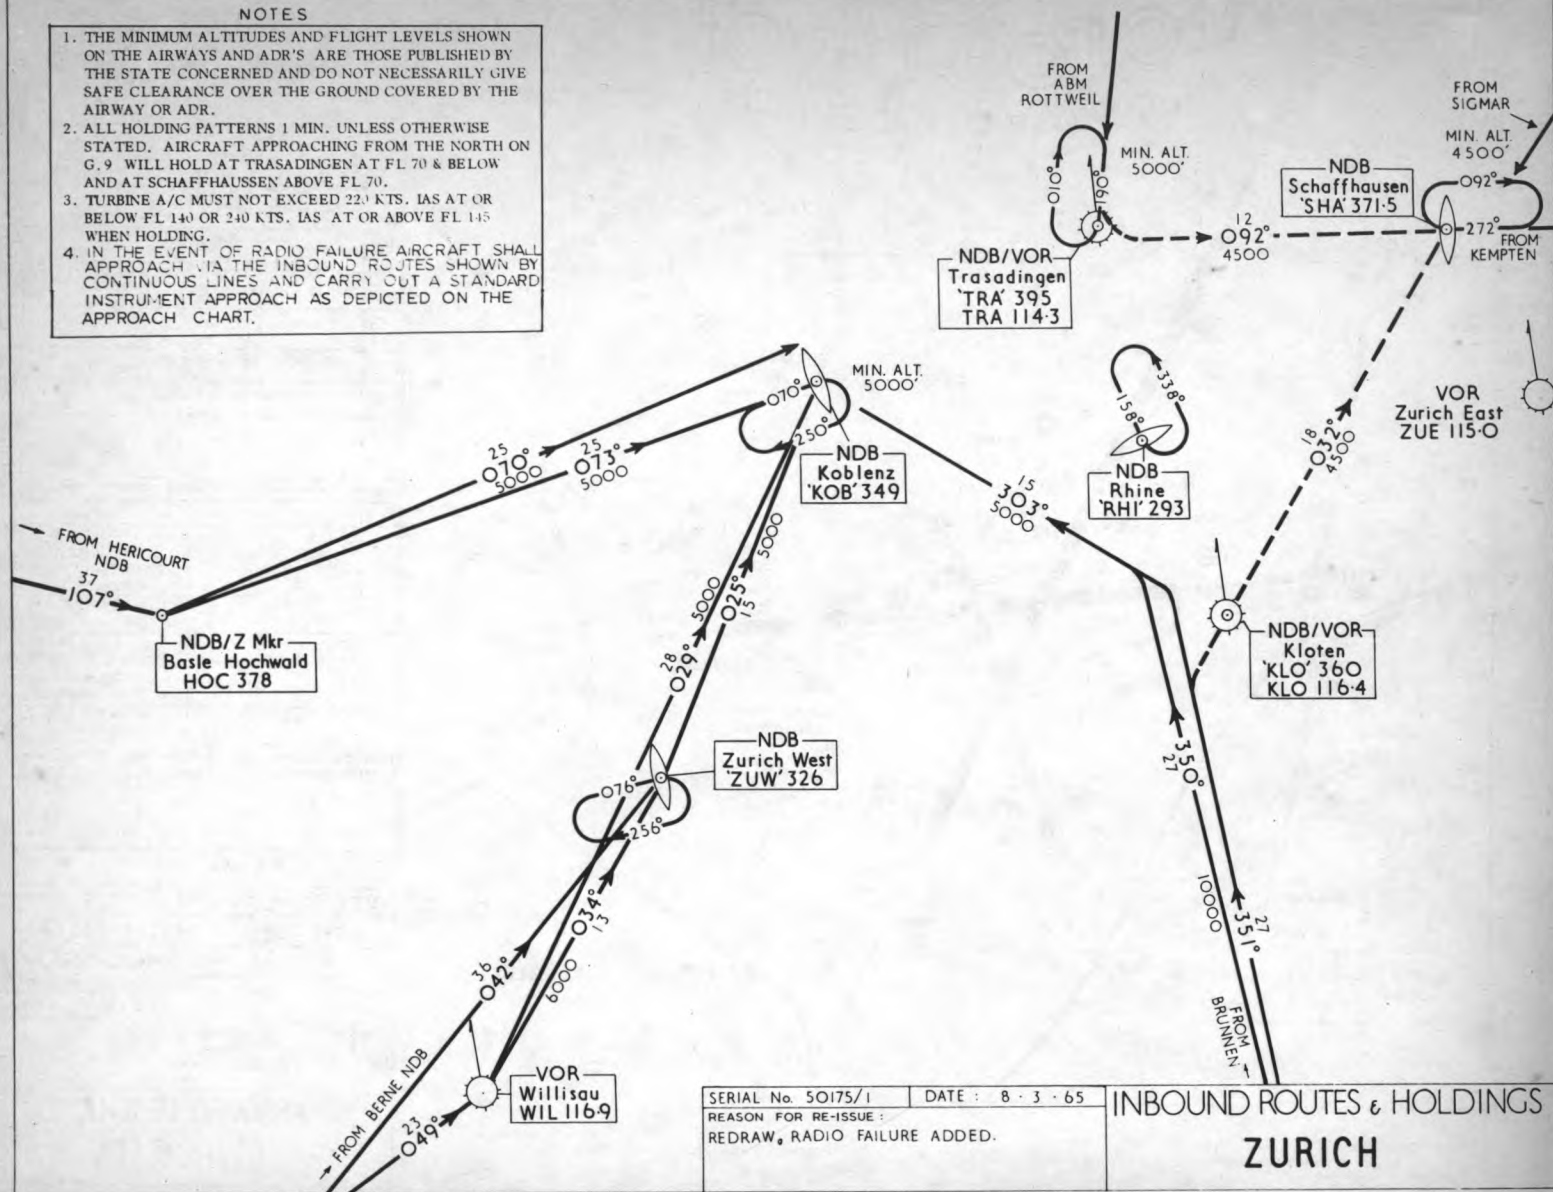 NOTES
1. THE MINIMUM ALTITUDES AND FLIGHT LEVELS SHOWN
ON THE AIRWAYS AND ADR'S ARE THOSE PUBLISHED BY
THE STATE CONCERNED AND DO NOT NECESSARILY GIVE
SAFE CLEARANCE OVER THE GROUND COVERED BY THE
AIRWAY OR ADR.
2. ALL HOLDING PATTERNS 1 MIN. UNLESS OTHERWISE
STATED. AIRCRAFT APPROACHING FROM THE NORTH ON
G.9 WILL HOLD AT TRASADINGEN AT FL 70 & BELOW
AND AT SCHAFFHAUSSEN ABOVE FL 70.
3. TURBINE A/C MUST NOT EXCEED 220 KTS. IAS AT OR
BELOW FL 140 OR 240 KTS. IAS AT OR ABOVE FL 145
WHEN HOLDING.
4. IN THE EVENT OF RADIO FAILURE AIRCRAFT SHALL
APPROACH VIA THE INBOUND ROUTES SHOWN BY
CONTINUOUS LINES AND CARRY OUT A STANDARD
INSTRUMENT APPROACH AS DEPICTED ON THE
APPROACH CHART.
FROM
ABM
ROTTWEIL
MIN. ALT.
5000'
010°
190°
NDB/VOR
Trasadingen
'TRA' 395
TRA 114·3
12
092°
4500
FROM
SIGMAR
MIN. ALT.
4500'
NDB
Schaffhausen
'SHA' 371·5
092°
272°
FROM
KEMPTEN
VOR
Zurich East
ZUE 115·0
18
032°
4500
338°
158°
NDB
Rhine
'RHI' 293
MIN. ALT.
5000'
070°
250°
NDB
Koblenz
'KOB' 349
25
070°
5000
25
073°
5000
15
303°
5000
FROM HERICOURT
NDB
37
107°
NDB/Z Mkr
Basle Hochwald
HOC 378
5000
28
029°
5000
025°
15
NDB/VOR
Kloten
'KLO' 360
KLO 116·4
NDB
Zurich West
'ZUW' 326
076°
256°
350°
27
10000
27
351°
FROM
BRUNNEN
034°
13
6000
36
042°
FROM BERNE NDB
23
049°
VOR
Willisau
WIL 116·9
SERIAL No. 50175/1
DATE : 8 · 3 · 65
REASON FOR RE-ISSUE :
REDRAW, RADIO FAILURE ADDED.
INBOUND ROUTES & HOLDINGS
ZURICH